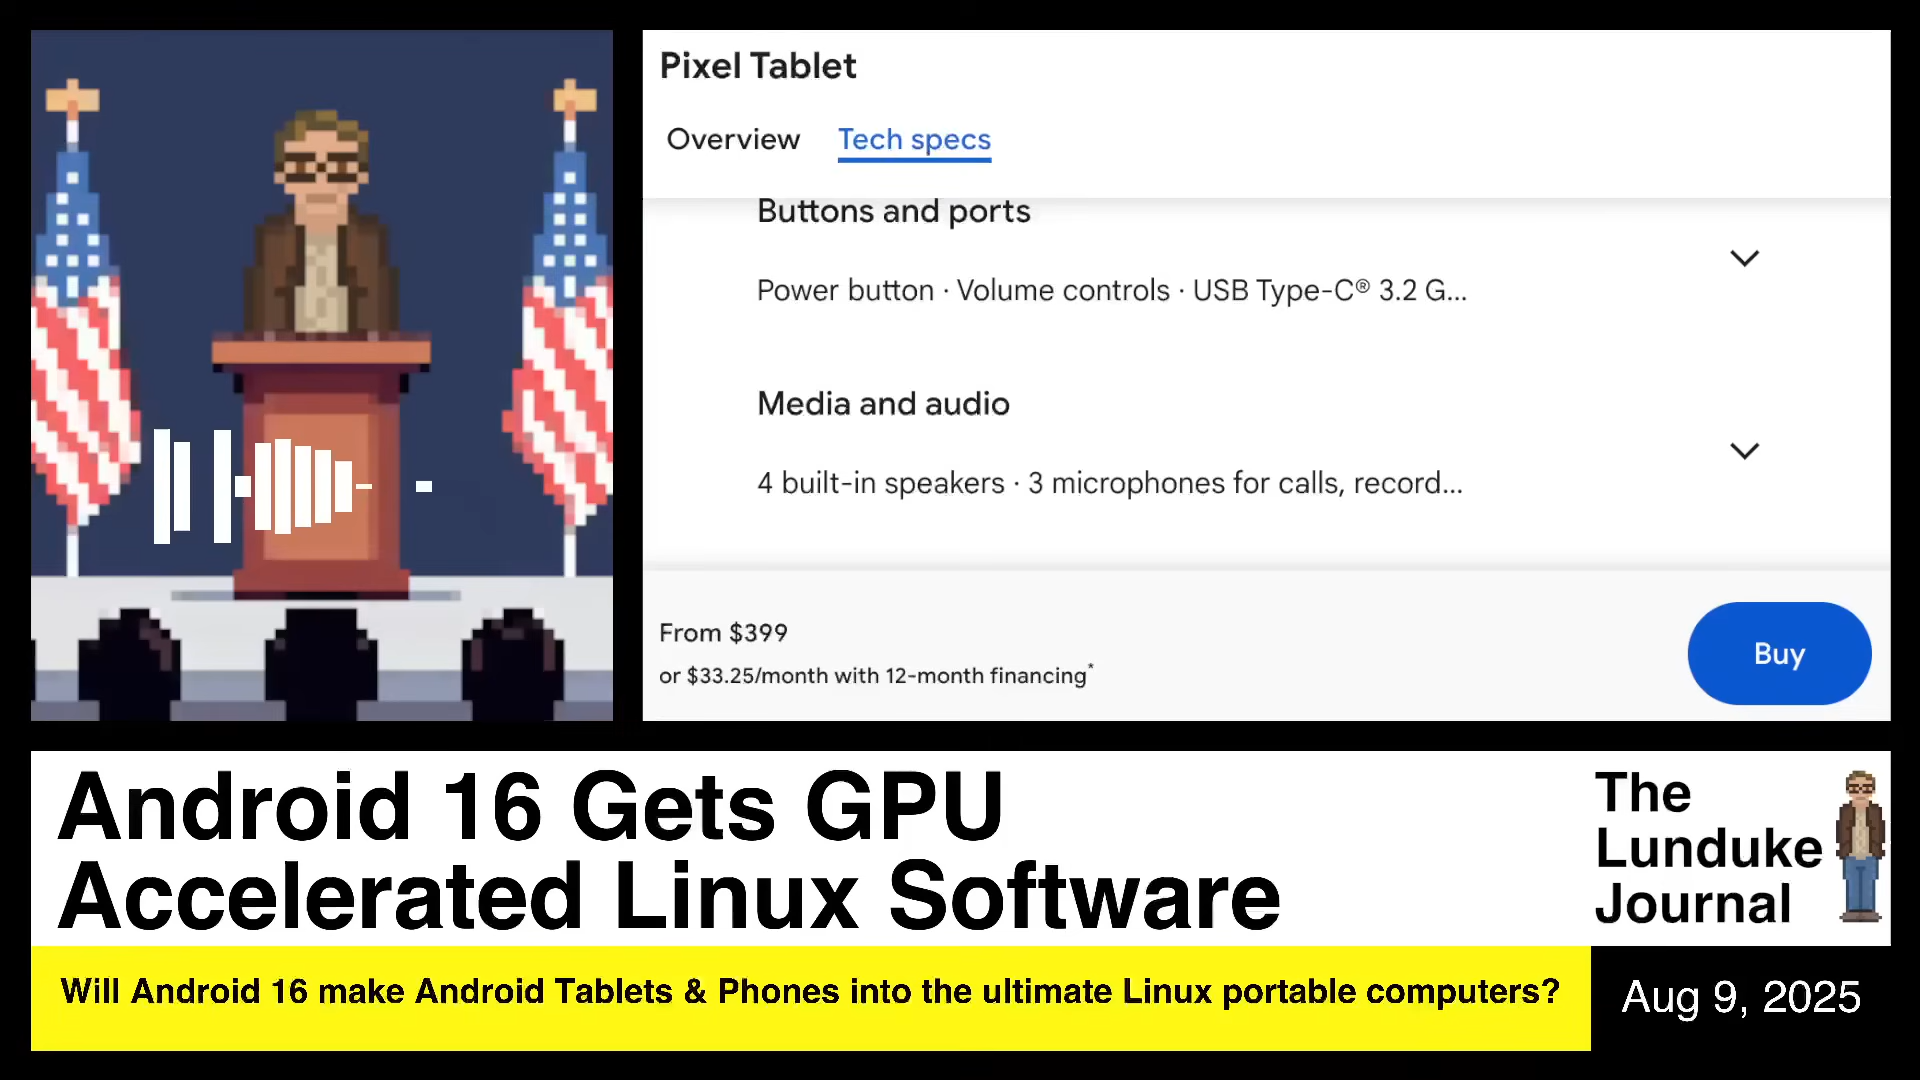 Pixel Tablet
Overview Tech specs
Buttons and ports
Power button · Volume controls · USB Type-C® 3.2 G...
Media and audio
4 built-in speakers · 3 microphones for calls, record...
From $399
or $33.25/month with 12-month financing*
Buy
Android 16 Gets GPU
Accelerated Linux Software
The
Lunduke
Journal
Will Android 16 make Android Tablets & Phones into the ultimate Linux portable computers?
Aug 9, 2025